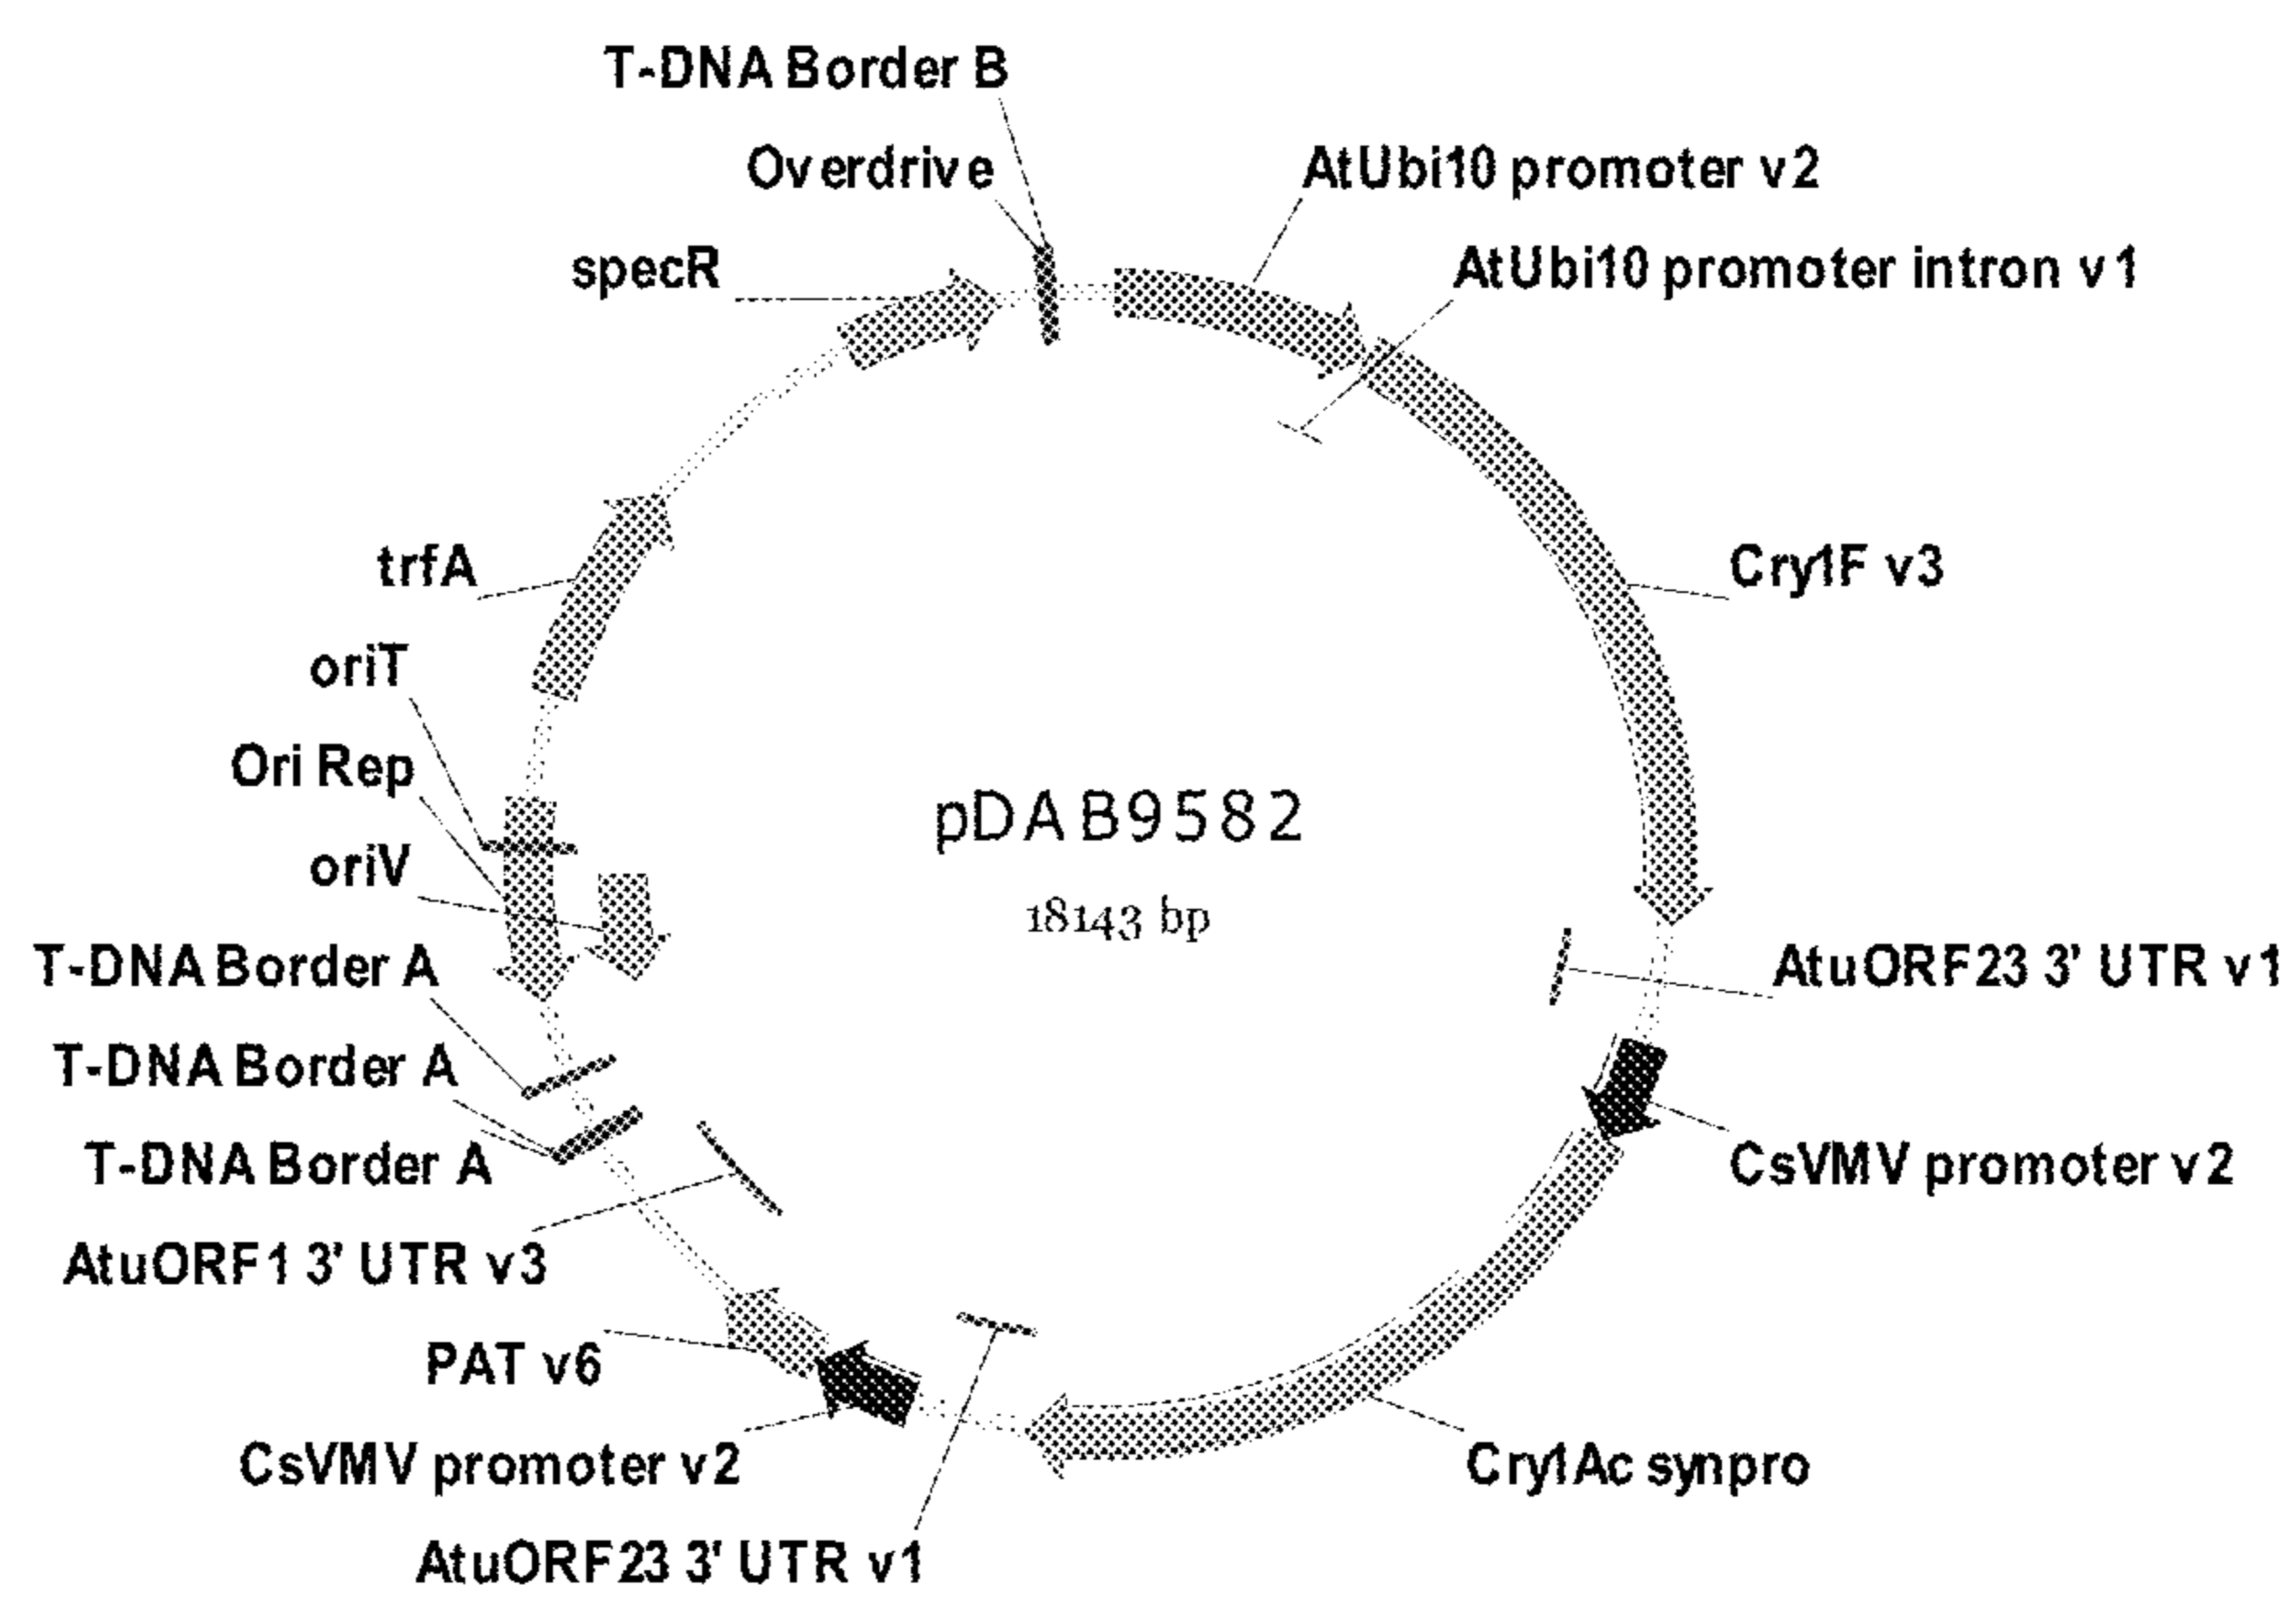 T-DNA Border B
Overdrive
AtUbi10 promoter v2
specR
AtUbi10 promoter intron v1
trfA
Cry1F v3
oriT
Ori Rep
pDAB9582
oriV
18143 bp
T-DNA Border A
AtuORF23 3' UTR v1
T-DNA Border A
T-DNA Border A
CsVMV promoter v2
AtuORF1 3' UTR v3
PAT v6
CsVMV promoter v2
Cry1Ac synpro
AtuORF23 3' UTR v1